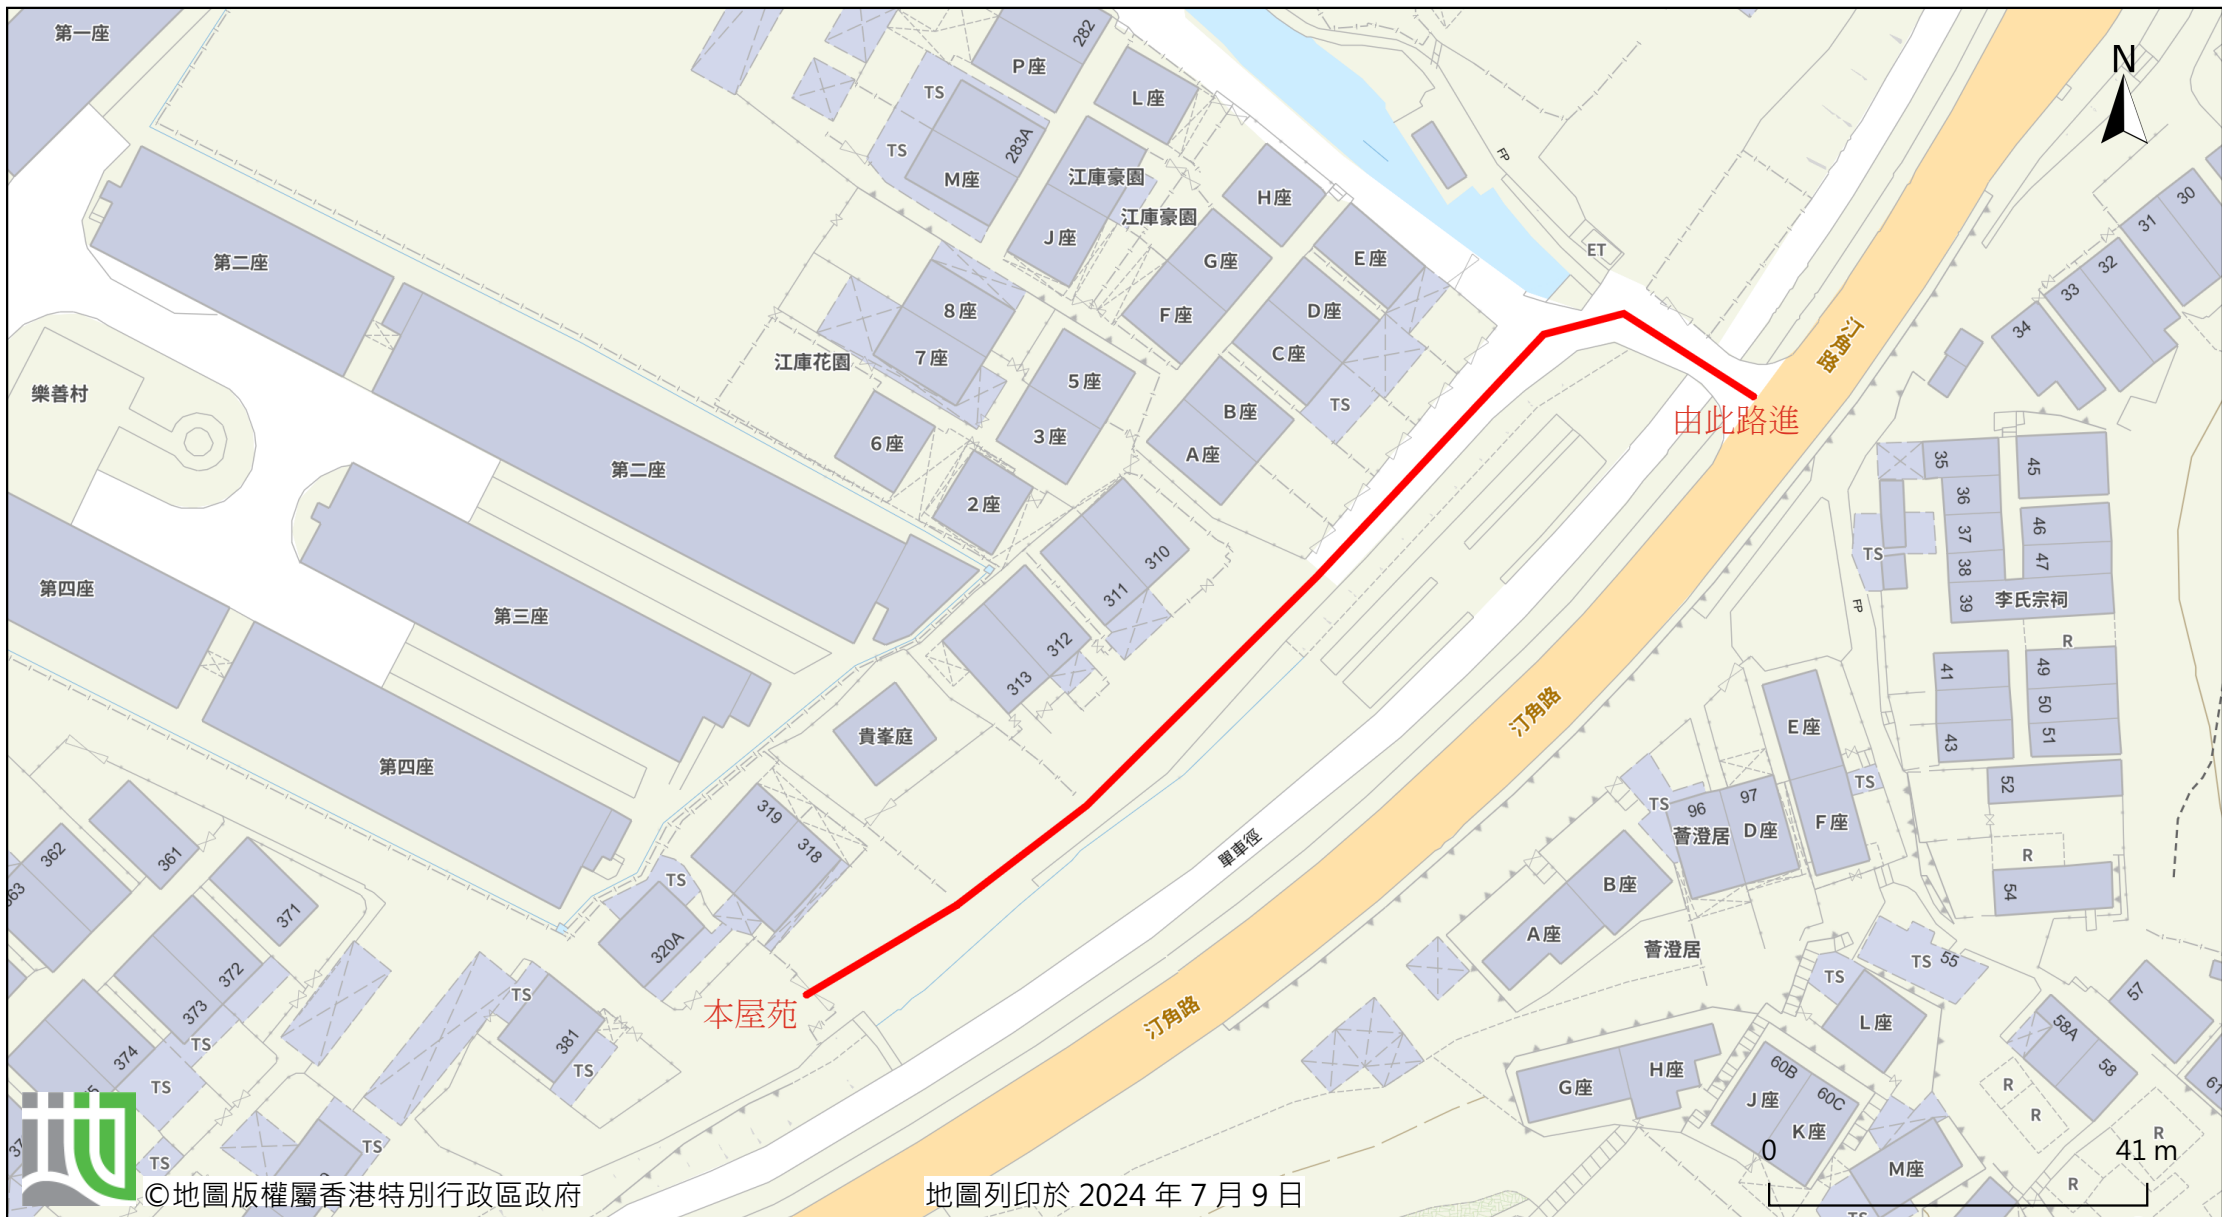 第一座
282
P座
L座
N
TS
283A
TS
M座
江庫豪園
江庫豪園
J座
H座
G座
E座
F座
D座
C座
FP
ET
30
31
32
33
34
汀角路
第二座
8座
7座
江庫花園
5座
3座
B座
A座
TS
由此路進
樂善村
6座
2座
第二座
310
311
312
313
35
36
37
38
39
45
46
47
李氏宗祠
R
TS
FP
第四座
第三座
貴峯庭
汀角路
41
43
49
50
51
52
R
54
E座
TS
F座
第四座
319
318
TS
320A
單車徑
TS
96
97
薈澄居
D座
B座
A座
薈澄居
362
361
363
371
372
373
374
TS
TS
381
TS
TS
本屋苑
汀角路
TS
55
TS
L座
57
58A
58
61
G座
H座
60B
60C
J座
K座
R
R
R
R
M座
TS
TS
TS
0
41 m
©地圖版權屬香港特別行政區政府
地圖列印於 2024 年 7 月 9 日